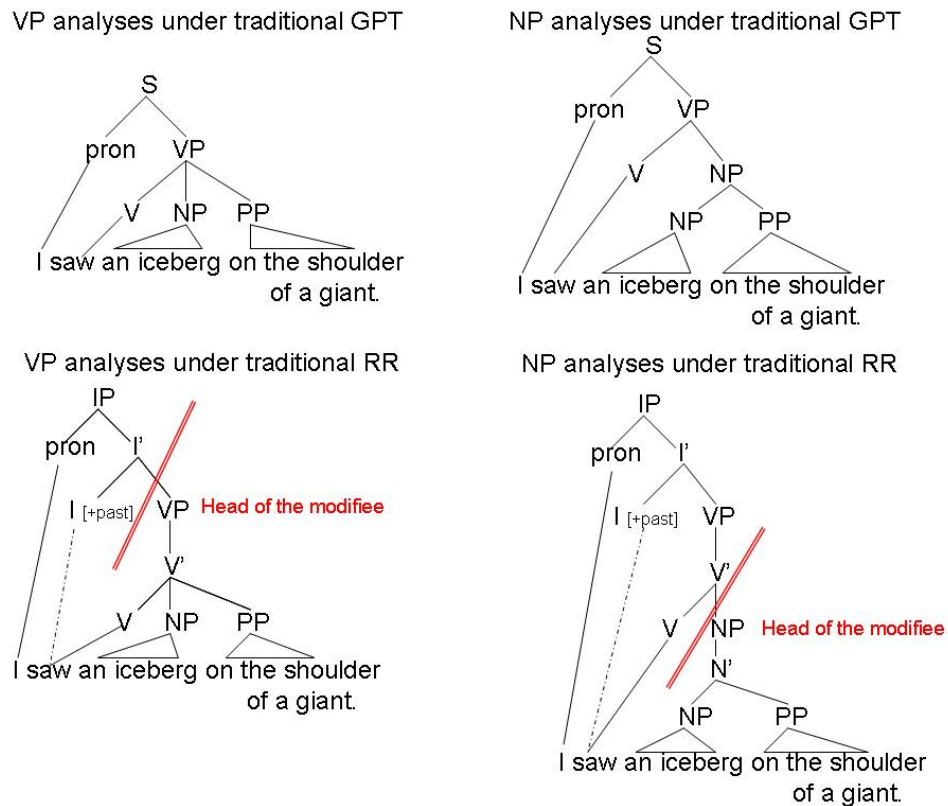 VP analyses under traditional GPT
S
pron VP
V NP PP
I saw an iceberg on the shoulder
of a giant.
NP analyses under traditional GPT
S
pron VP
V NP
NP PP
I saw an iceberg on the shoulder
of a giant.
VP analyses under traditional RR
IP
pron I'
I [+past] VP Head of the modifiee
V'
V NP PP
I saw an iceberg on the shoulder
of a giant.
NP analyses under traditional RR
IP
pron I'
I [+past] VP
V'
V NP Head of the modifiee
N'
NP PP
I saw an iceberg on the shoulder
of a giant.